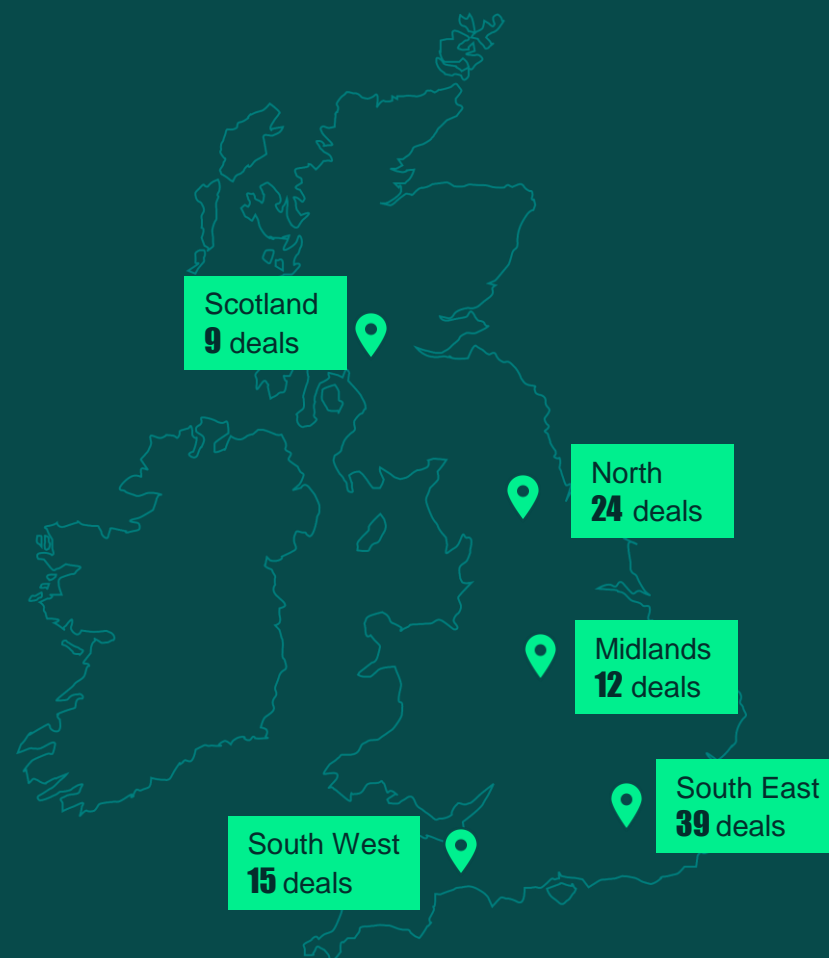 Scotland
9 deals
North
24 deals
Midlands
12 deals
South East
39 deals
South West
15 deals